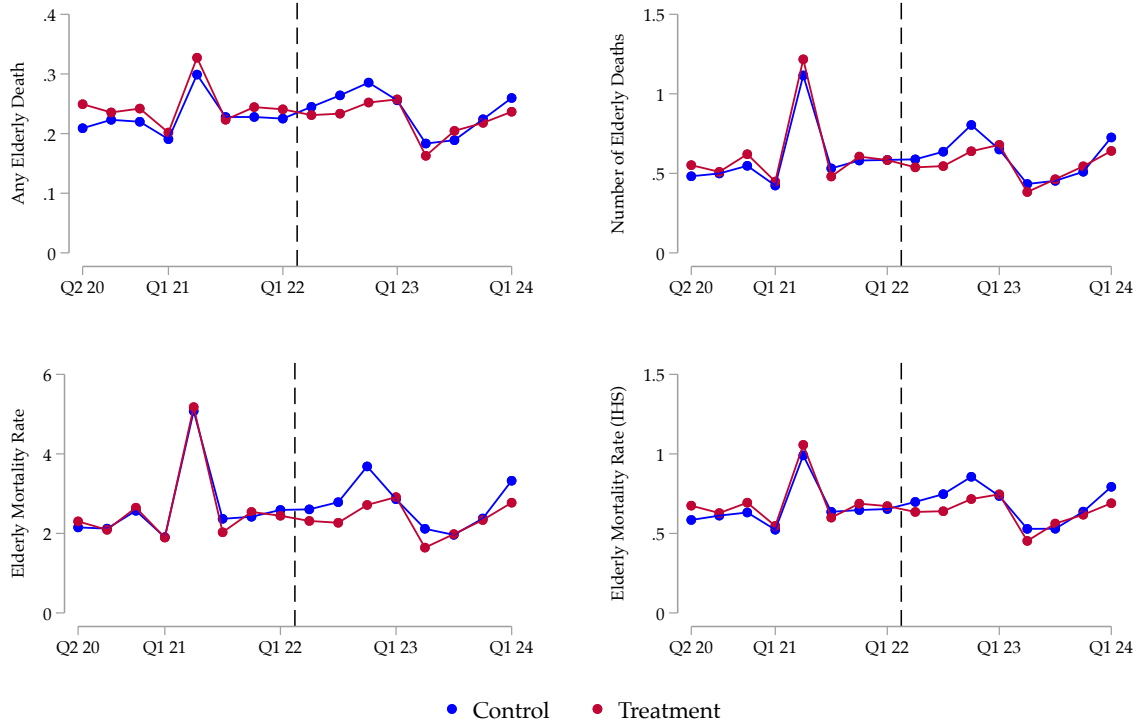 Any Elderly Death
.4
.3
.2
.1
0
Q2 20 Q1 21 Q1 22 Q1 23 Q1 24
Number of Elderly Deaths
1.5
1
.5
0
Q2 20 Q1 21 Q1 22 Q1 23 Q1 24
Elderly Mortality Rate
6
4
2
0
Q2 20 Q1 21 Q1 22 Q1 23 Q1 24
Elderly Mortality Rate (IHS)
1.5
1
.5
0
Q2 20 Q1 21 Q1 22 Q1 23 Q1 24
Control Treatment